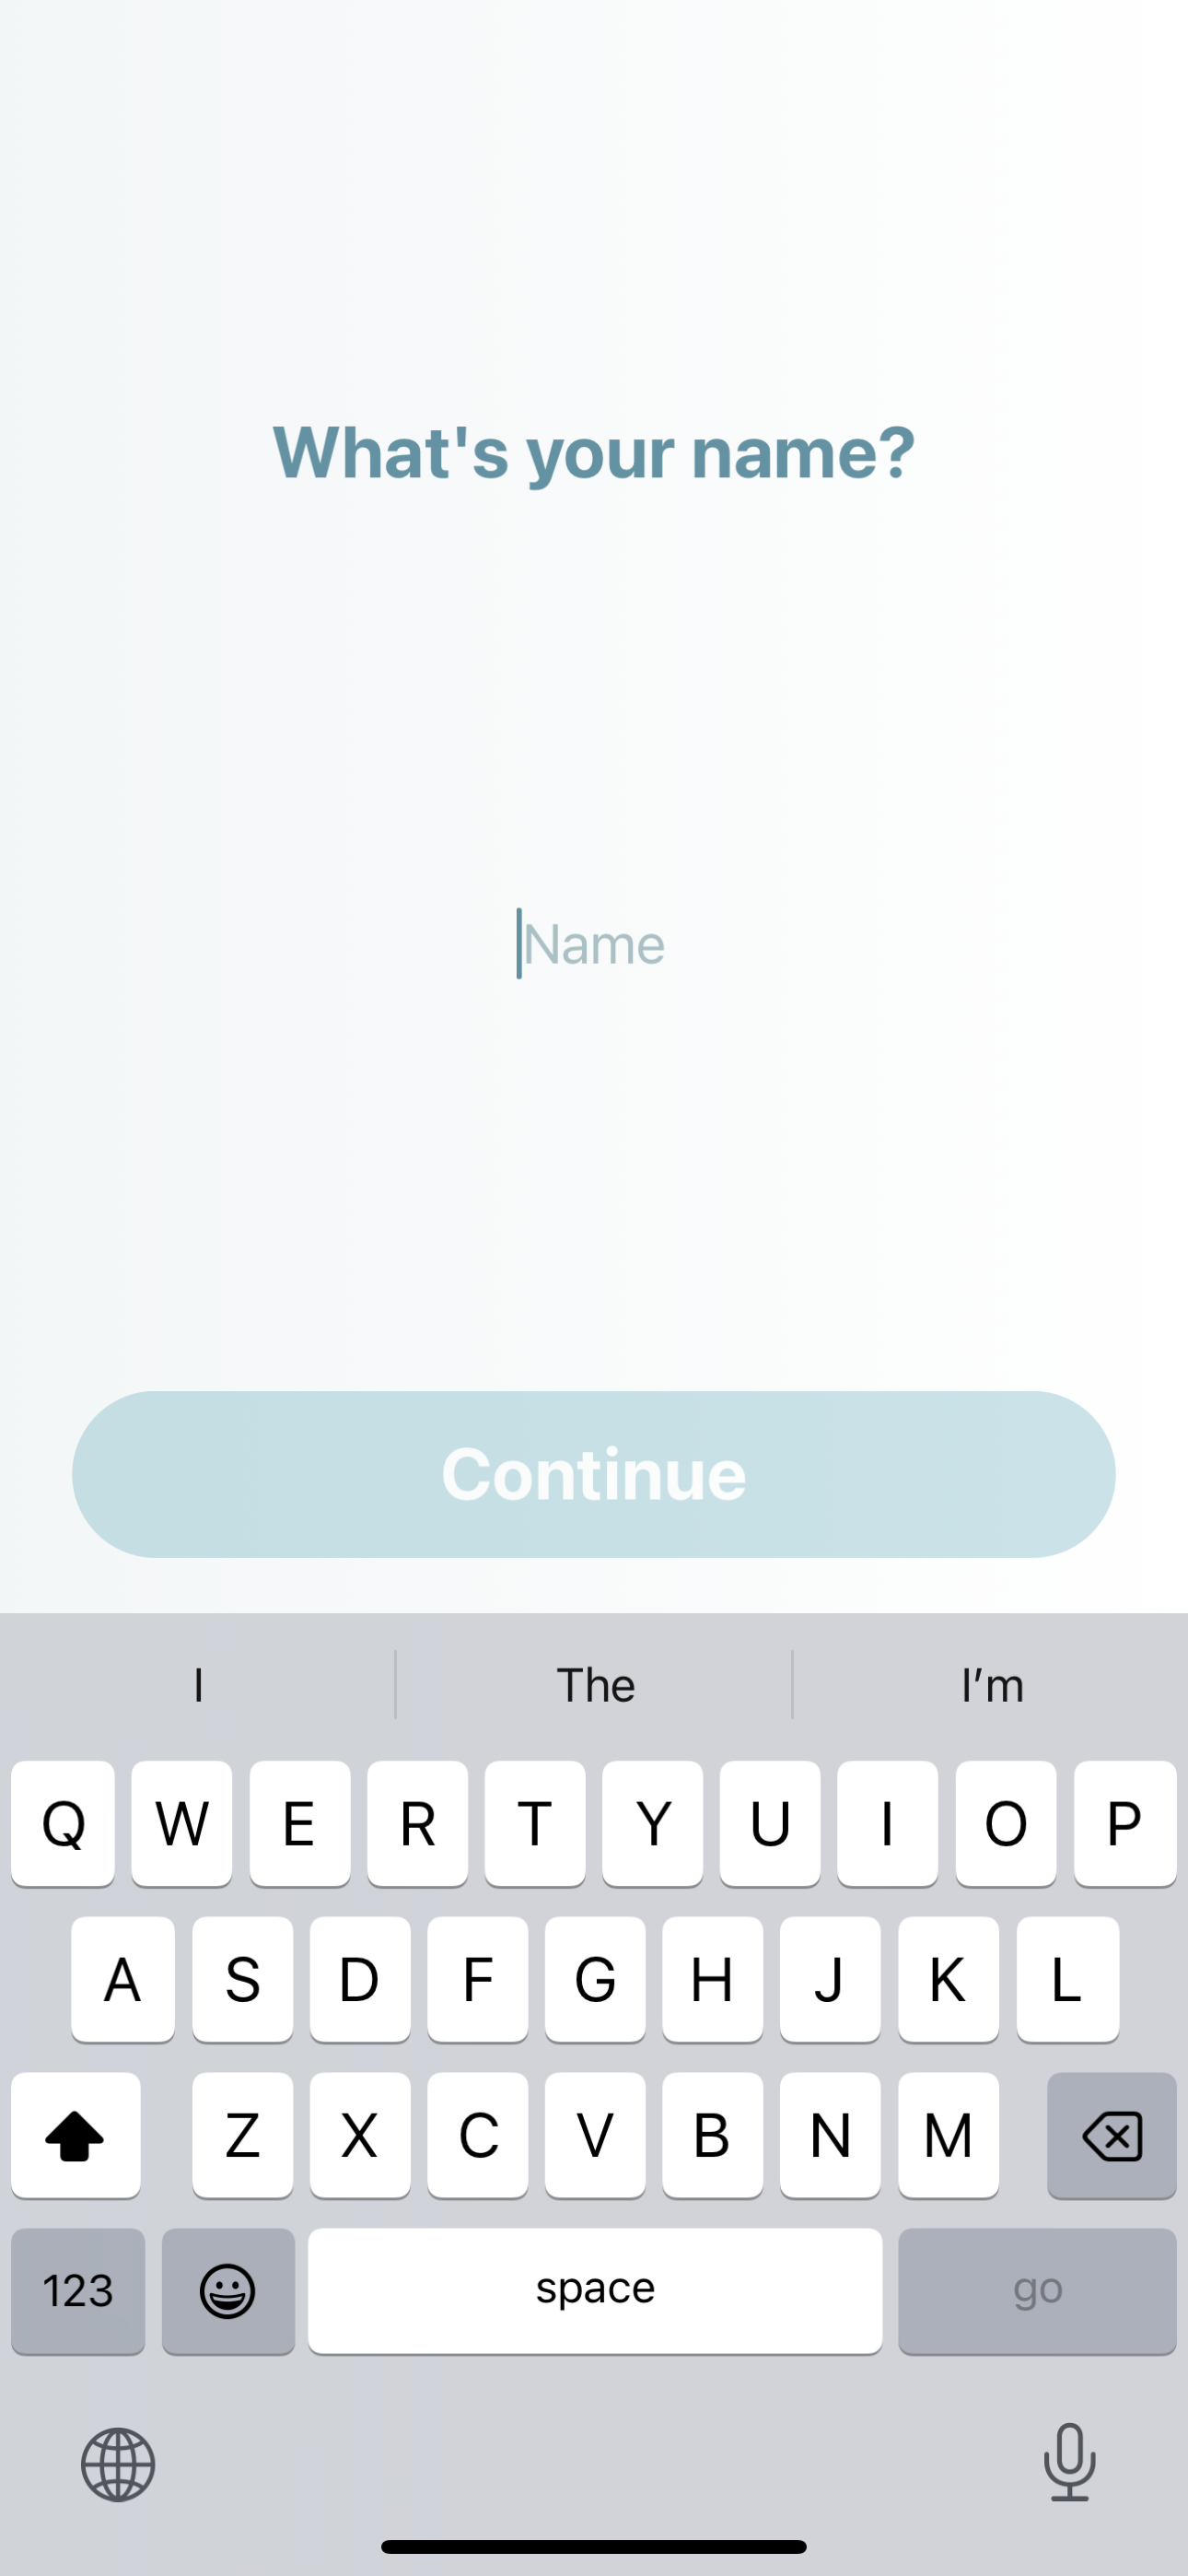 What's your name?
Name
Continue
I The I’m
Q W E R T Y U I O P
A S D F G H J K L
Z X C V B N M
123 space go